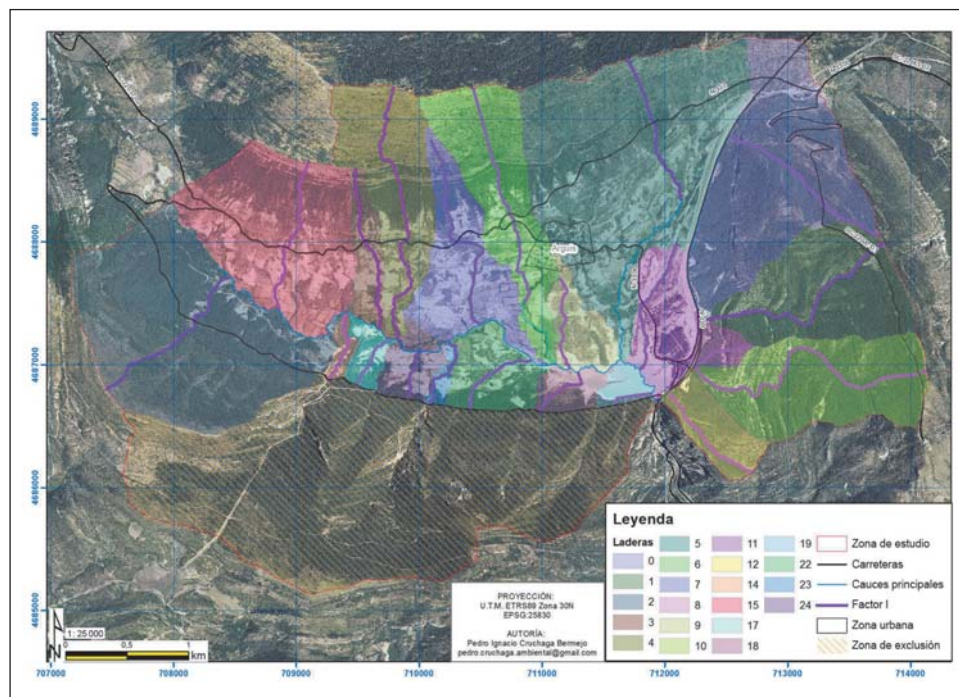 4689000
4688000
4687000
4686000
4685000
Arguis
Leyenda
Laderas
0
1
2
3
4
5
6
7
8
9
10
11
12
14
15
16
17
18
19
22
23
24
Zona de estudio
Carreteras
Cauces principales
Factor I
Zona urbana
Zona de exclusión
PROYECCIÓN:
U.T.M. ETRS89 Zona 30N
EPSG:25830
AUTORÍA:
Pedro Ignacio Cruchaga Bermejo
pedro.cruchaga.ambiental@gmail.com
N
1: 25 000
0 0,5 1
km
707000 708000 709000 710000 711000 712000 713000 714000